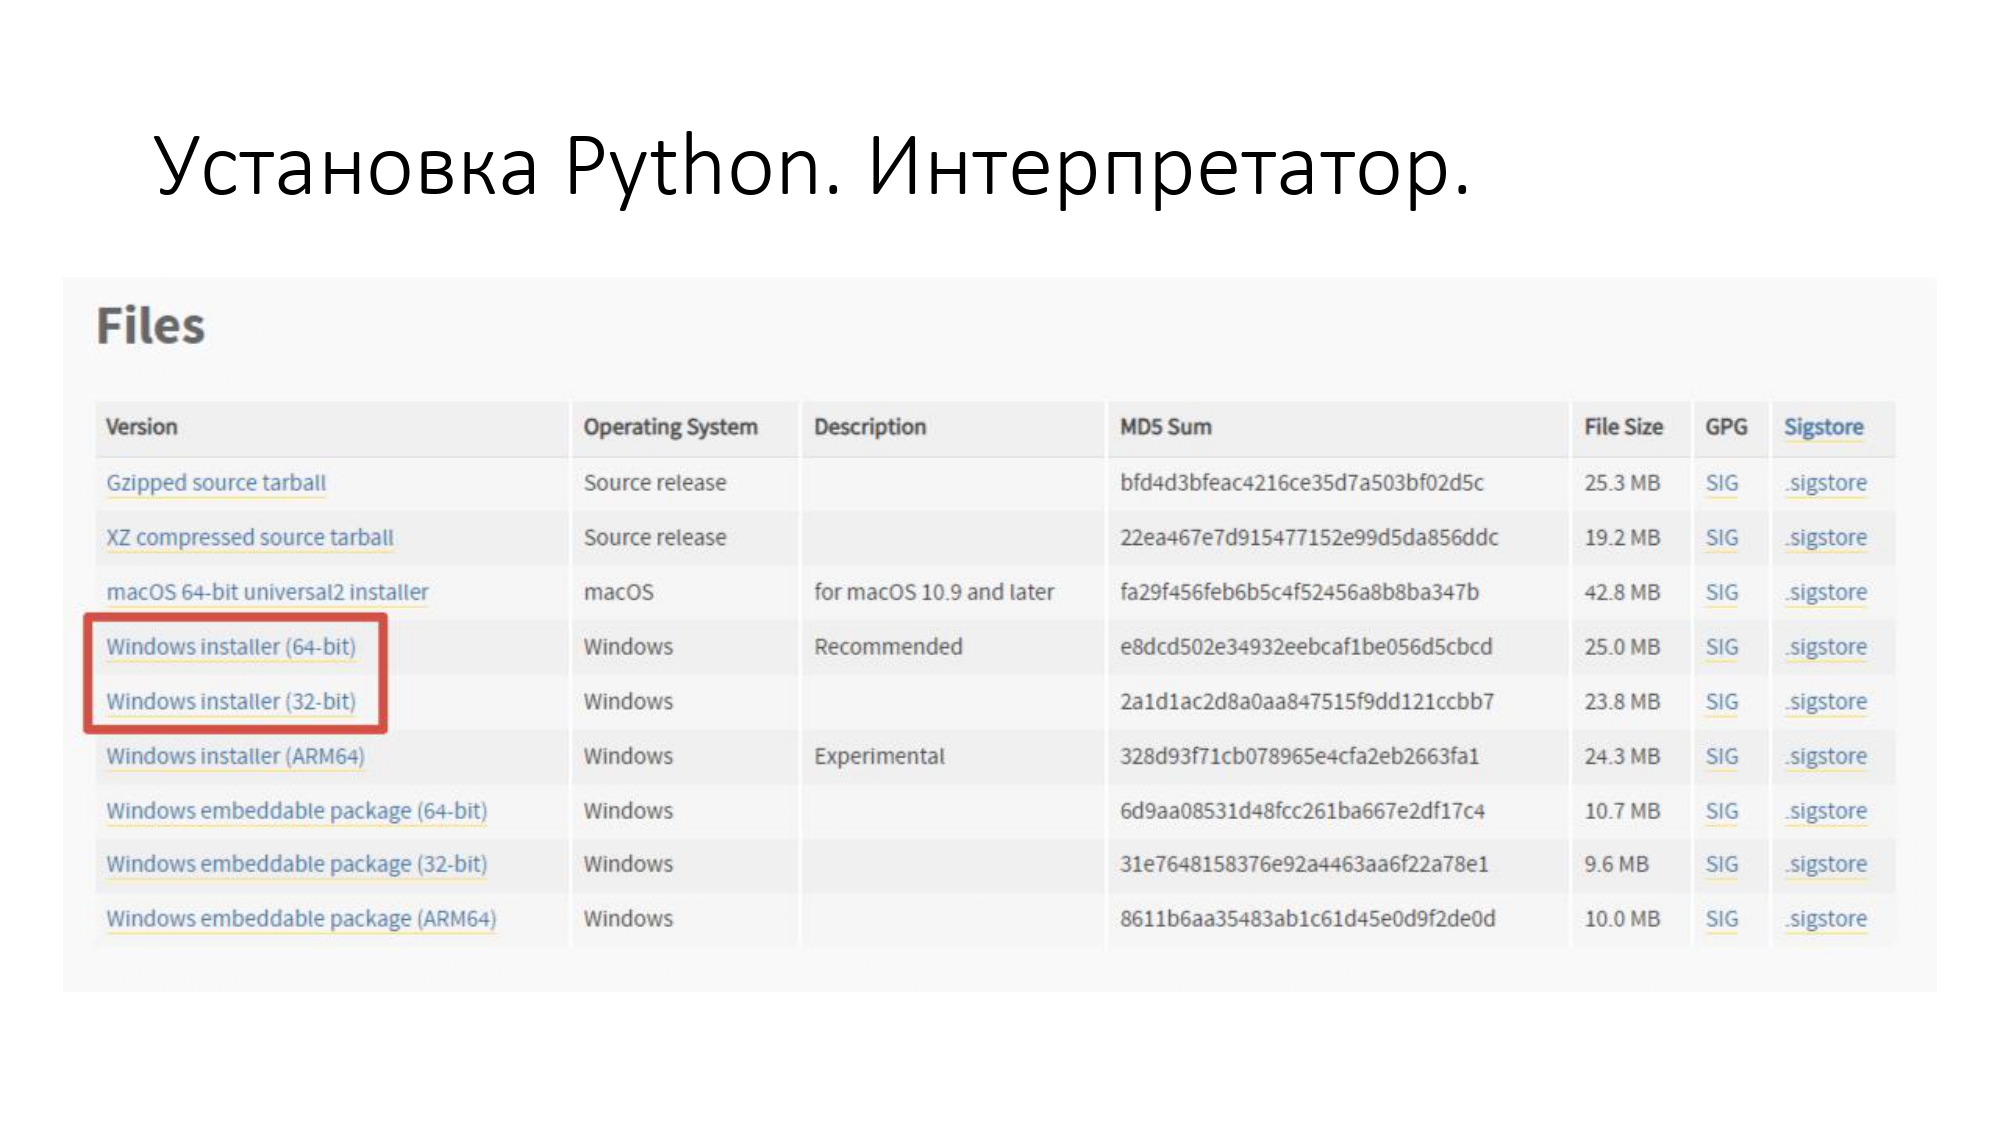 Установка Python. Интерпретатор.
Files
Version Operating System Description MD5 Sum File Size GPG Sigstore
Gzipped source tarball Source release bfd4d3bfeac4216ce35d7a503bf02d5c 25.3 MB SIG .sigstore
XZ compressed source tarball Source release 22ea467e7d915477152e99d5da856ddc 19.2 MB SIG .sigstore
macOS 64-bit universal2 installer macOS for macOS 10.9 and later fa29f456feb6b5c4f52456a8b8ba347b 42.8 MB SIG .sigstore
Windows installer (64-bit) Windows Recommended e8dcd502e34932eebcaf1be056d5cbcd 25.0 MB SIG .sigstore
Windows installer (32-bit) Windows 2a1d1ac2d8a0aa847515f9dd121ccbb7 23.8 MB SIG .sigstore
Windows installer (ARM64) Windows Experimental 328d93f71cb078965e4cfa2eb2663fa1 24.3 MB SIG .sigstore
Windows embeddable package (64-bit) Windows 6d9aa08531d48fcc261ba667e2df17c4 10.7 MB SIG .sigstore
Windows embeddable package (32-bit) Windows 31e7648158376e92a4463aa6f22a78e1 9.6 MB SIG .sigstore
Windows embeddable package (ARM64) Windows 8611b6aa35483ab1c61d45e0d9f2de0d 10.0 MB SIG .sigstore